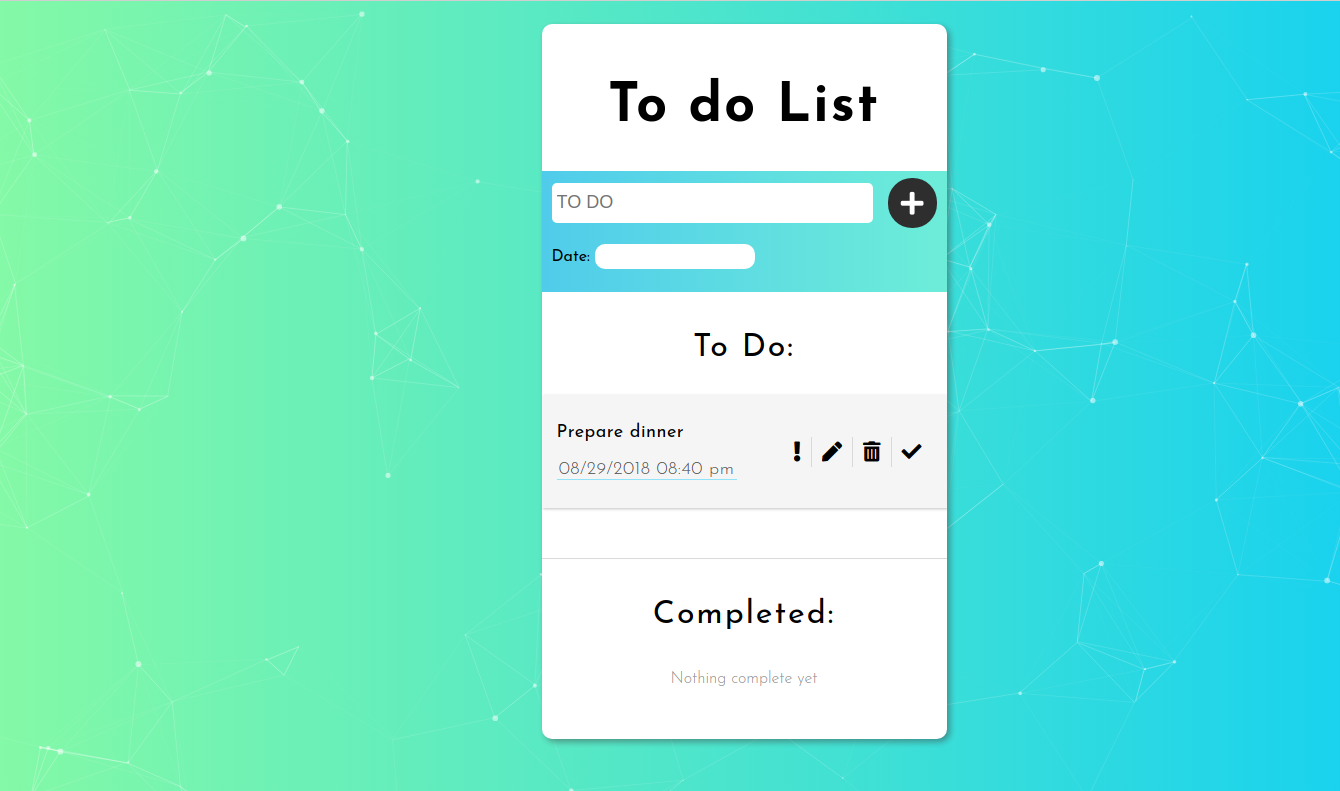 To do List
TO DO
Date:
To Do:
Prepare dinner
08/29/2018 08:40 pm
Completed:
Nothing complete yet